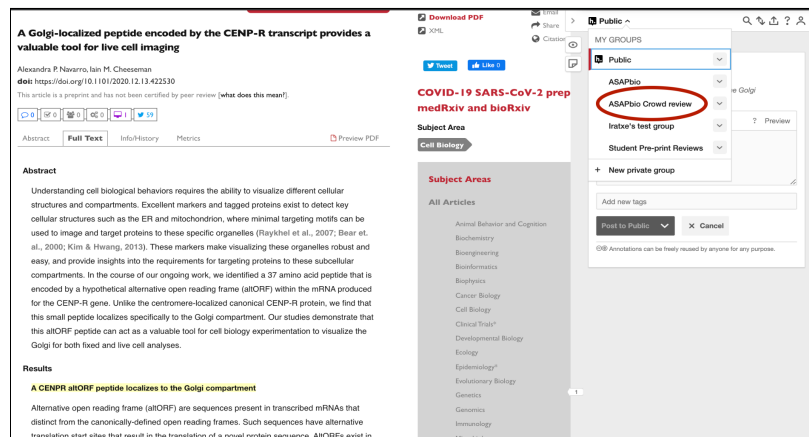 A Golgi-localized peptide encoded by the CENP-R transcript provides a
valuable tool for live cell imaging
Alexandra P. Navarro, Iain M. Cheeseman
doi: https://doi.org/10.1101/2020.12.13.422530
This article is a preprint and has not been certified by peer review [what does this mean?].
0
0
0
0
1
59
Abstract
Full Text
Info/History
Metrics
Preview PDF
Abstract
Understanding cell biological behaviors requires the ability to visualize different cellular
structures and compartments. Excellent markers and tagged proteins exist to detect key
cellular structures such as the ER and mitochondrion, where minimal targeting motifs can be
used to image and target proteins to these specific organelles (Raykhel et al., 2007; Bear et.
al., 2000; Kim & Hwang, 2013). These markers make visualizing these organelles robust and
easy, and provide insights into the requirements for targeting proteins to these subcellular
compartments. In the course of our ongoing work, we identified a 37 amino acid peptide that is
encoded by a hypothetical alternative open reading frame (altORF) within the mRNA produced
for the CENP-R gene. Unlike the centromere-localized canonical CENP-R protein, we find that
this small peptide localizes specifically to the Golgi compartment. Our studies demonstrate that
this altORF peptide can act as a valuable tool for cell biology experimentation to visualize the
Golgi for both fixed and live cell analyses.
Results
A CENPR altORF peptide localizes to the Golgi compartment
Alternative open reading frame (altORF) are sequences present in transcribed mRNAs that
distinct from the canonically-defined open reading frames. Such sequences have alternative
translation start sites that result in the translation of a novel protein sequence. AltORFs exist in
Download PDF
XML
Email
Share
Citation
Tweet
Like 0
COVID-19 SARS-CoV-2 prep
medRxiv and bioRxiv
Subject Area
Cell Biology
Subject Areas
All Articles
Animal Behavior and Cognition
Biochemistry
Bioengineering
Bioinformatics
Biophysics
Cancer Biology
Cell Biology
Clinical Trials*
Developmental Biology
Ecology
Epidemiology*
Evolutionary Biology
Genetics
Genomics
Immunology
1
h. Public
MY GROUPS
h. Public
ASAPbio
ASAPbio Crowd review
Iratxe's test group
Student Pre-print Reviews
+ New private group
e Golgi
? Preview
Add new tags
Post to Public
X Cancel
Annotations can be freely reused by anyone for any purpose.